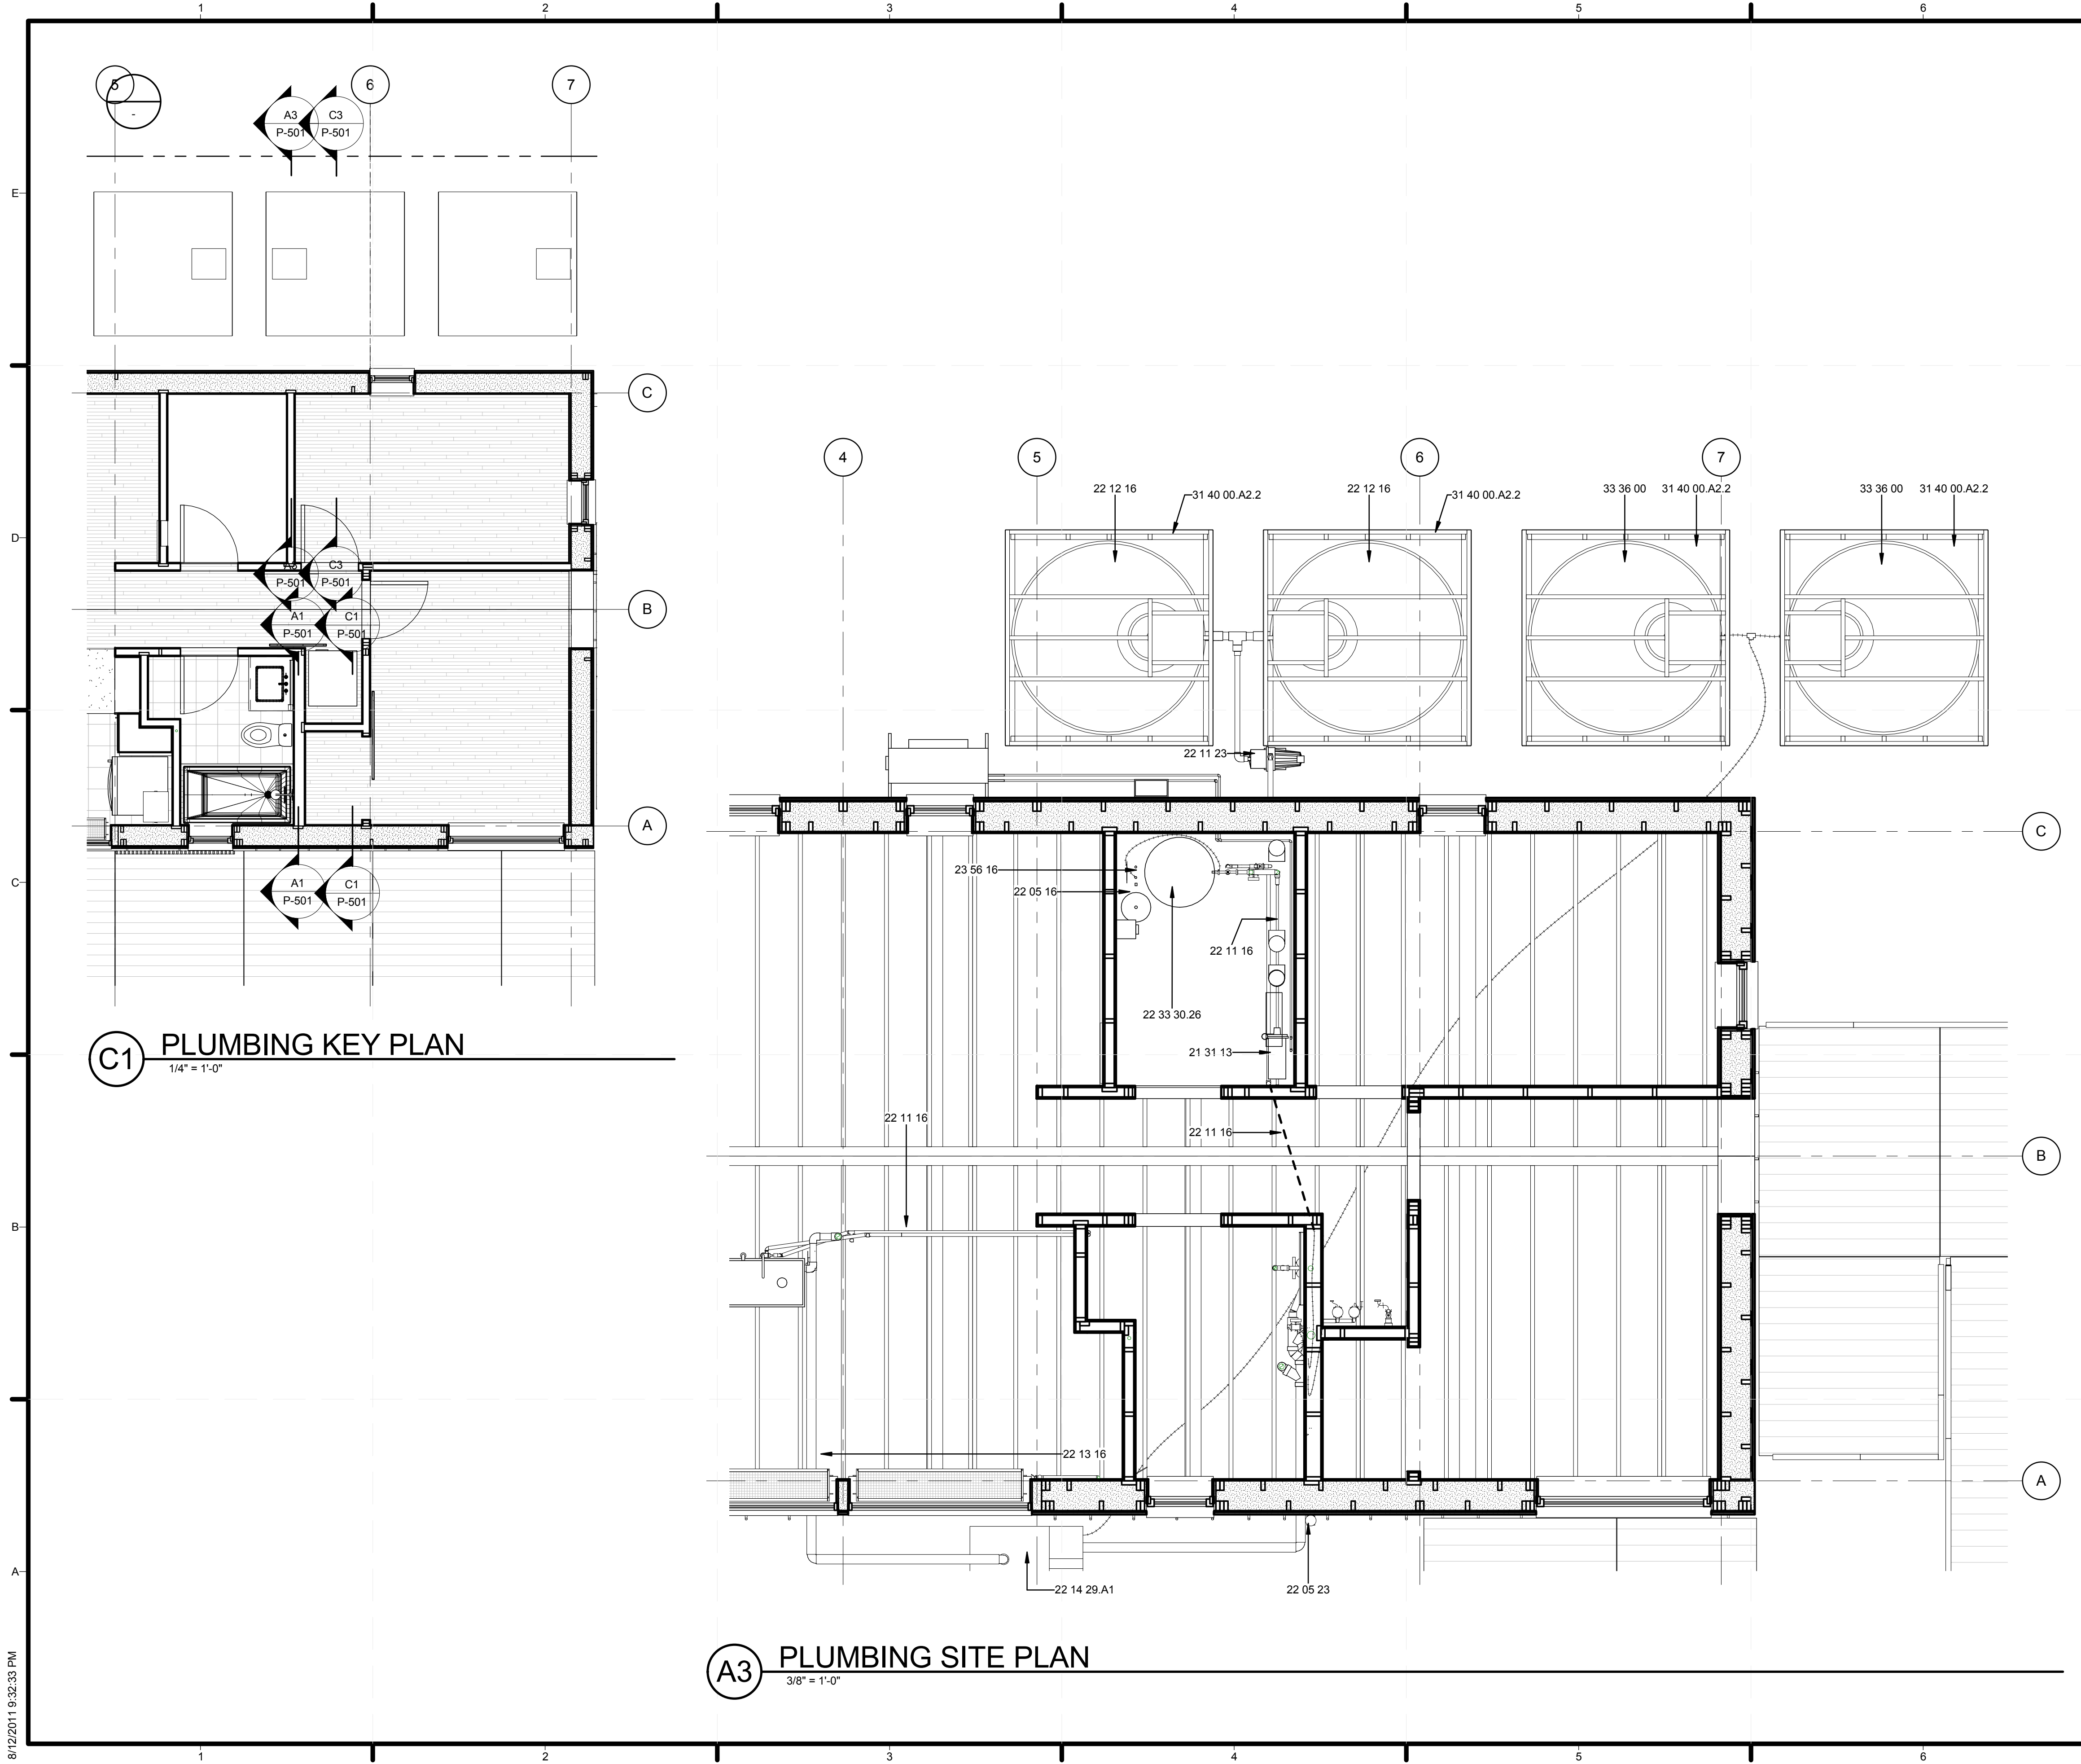 1 2 3 4 5 6
5 6 7
-
A3 C3
P-501 P-501
E
C
4 5 6 7
22 12 16 31 40 00.A2.2 22 12 16 31 40 00.A2.2 33 36 00 31 40 00.A2.2 33 36 00 31 40 00.A2.2
D
C3
P-501 P-501
B
A1 C1
P-501 P-501
22 11 23
A
C
23 56 16
C
A1 C1
P-501 P-501
22 05 16
22 11 16
22 33 30.26
C1 PLUMBING KEY PLAN
1/4" = 1'-0"
21 31 13
22 11 16
22 11 16
B
B
22 13 16
A
A
22 14 29.A1
22 05 23
A3 PLUMBING SITE PLAN
3/8" = 1'-0"
8/12/2011 9:32:33 PM
1 2 3 4 5 6